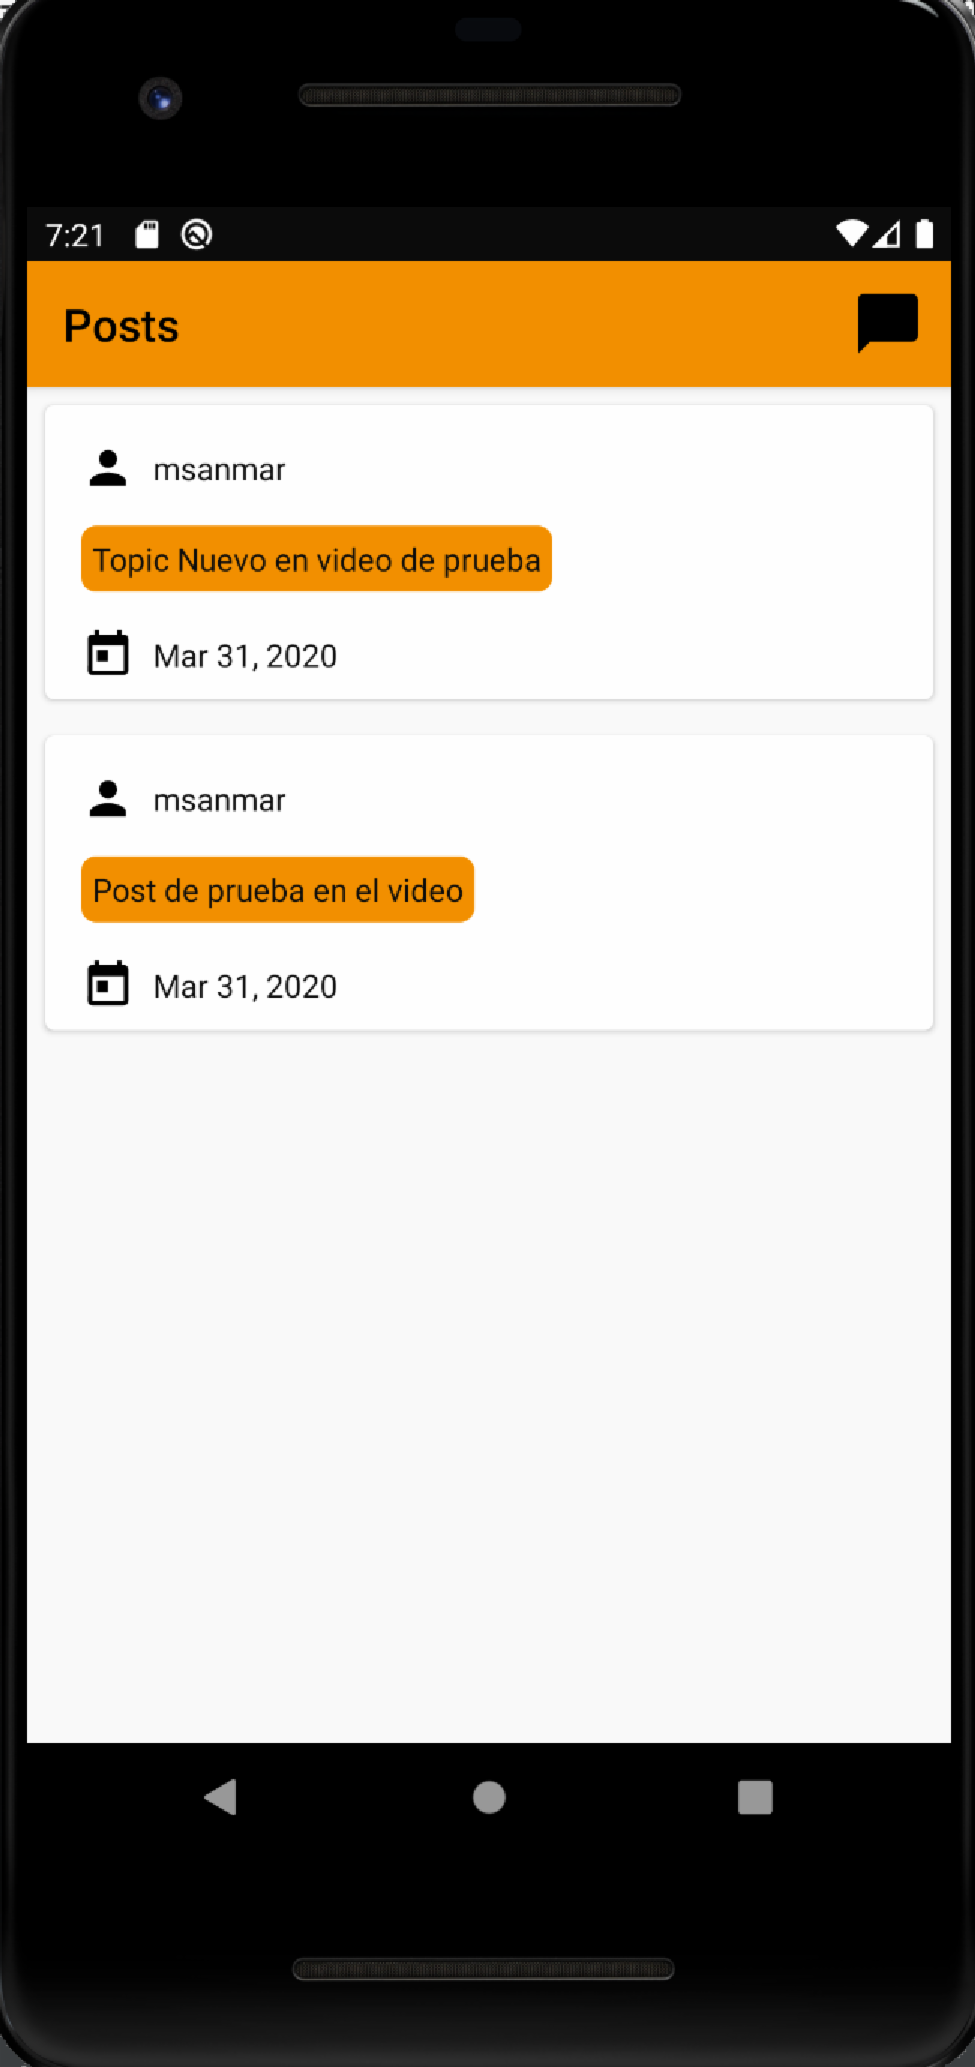 7:21
Posts
msanmar
Topic Nuevo en video de prueba
Mar 31, 2020
msanmar
Post de prueba en el video
Mar 31, 2020